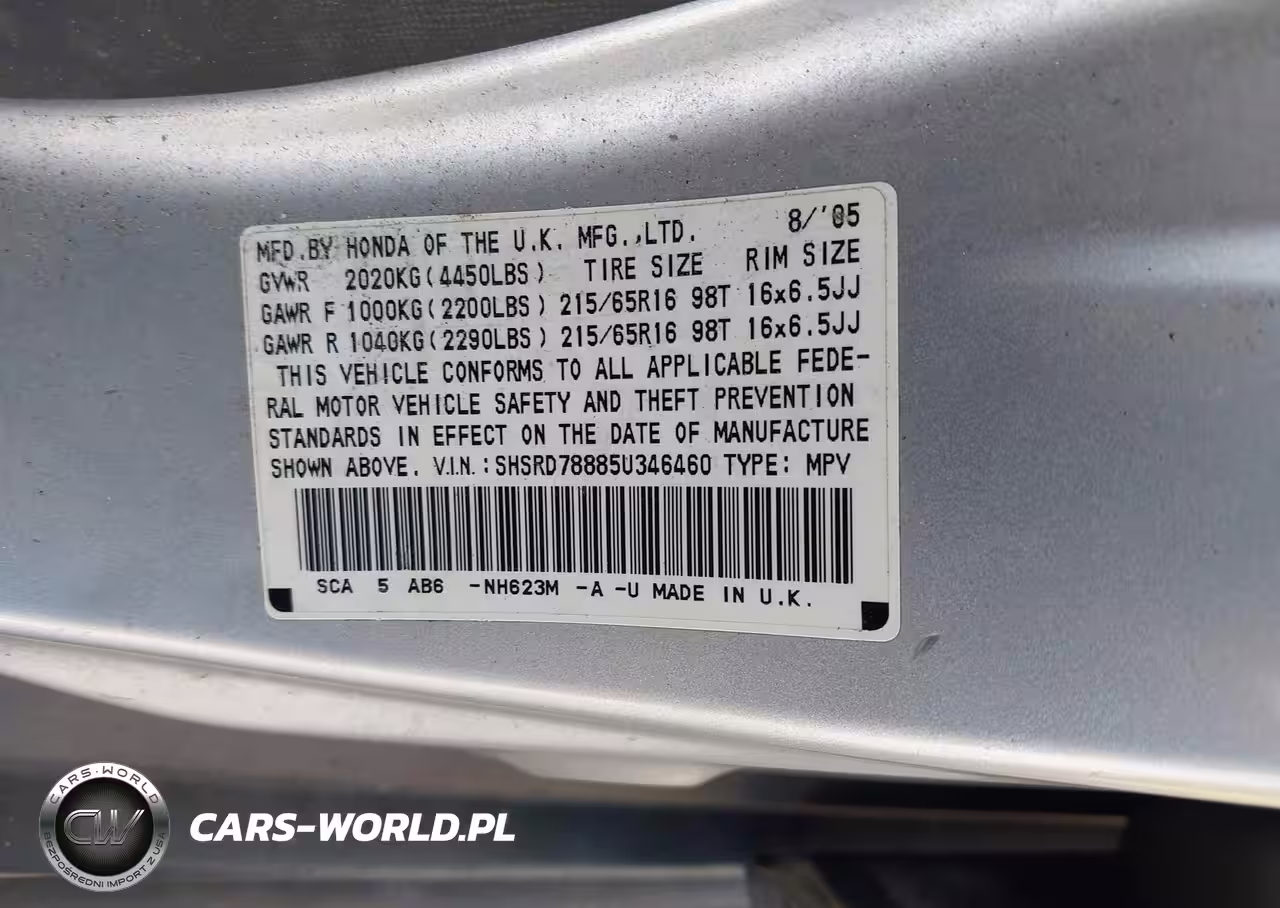 MFD.BY HONDA OF THE U.K. MFG.,LTD. 8/'05
GVWR 2020KG(4450LBS) TIRE SIZE RIM SIZE
GAWR F 1000KG(2200LBS) 215/65R16 98T 16x6.5JJ
GAWR R 1040KG(2290LBS) 215/65R16 98T 16x6.5JJ
THIS VEHICLE CONFORMS TO ALL APPLICABLE FEDE-
RAL MOTOR VEHICLE SAFETY AND THEFT PREVENTION
STANDARDS IN EFFECT ON THE DATE OF MANUFACTURE
SHOWN ABOVE. V.I.N.:SHSRD78885U346460 TYPE: MPV
SCA 5 AB6 -NH623M -A -U MADE IN U.K.
CARS-WORLD
CW
BEZPOŚREDNI IMPORT Z USA
CARS-WORLD.PL